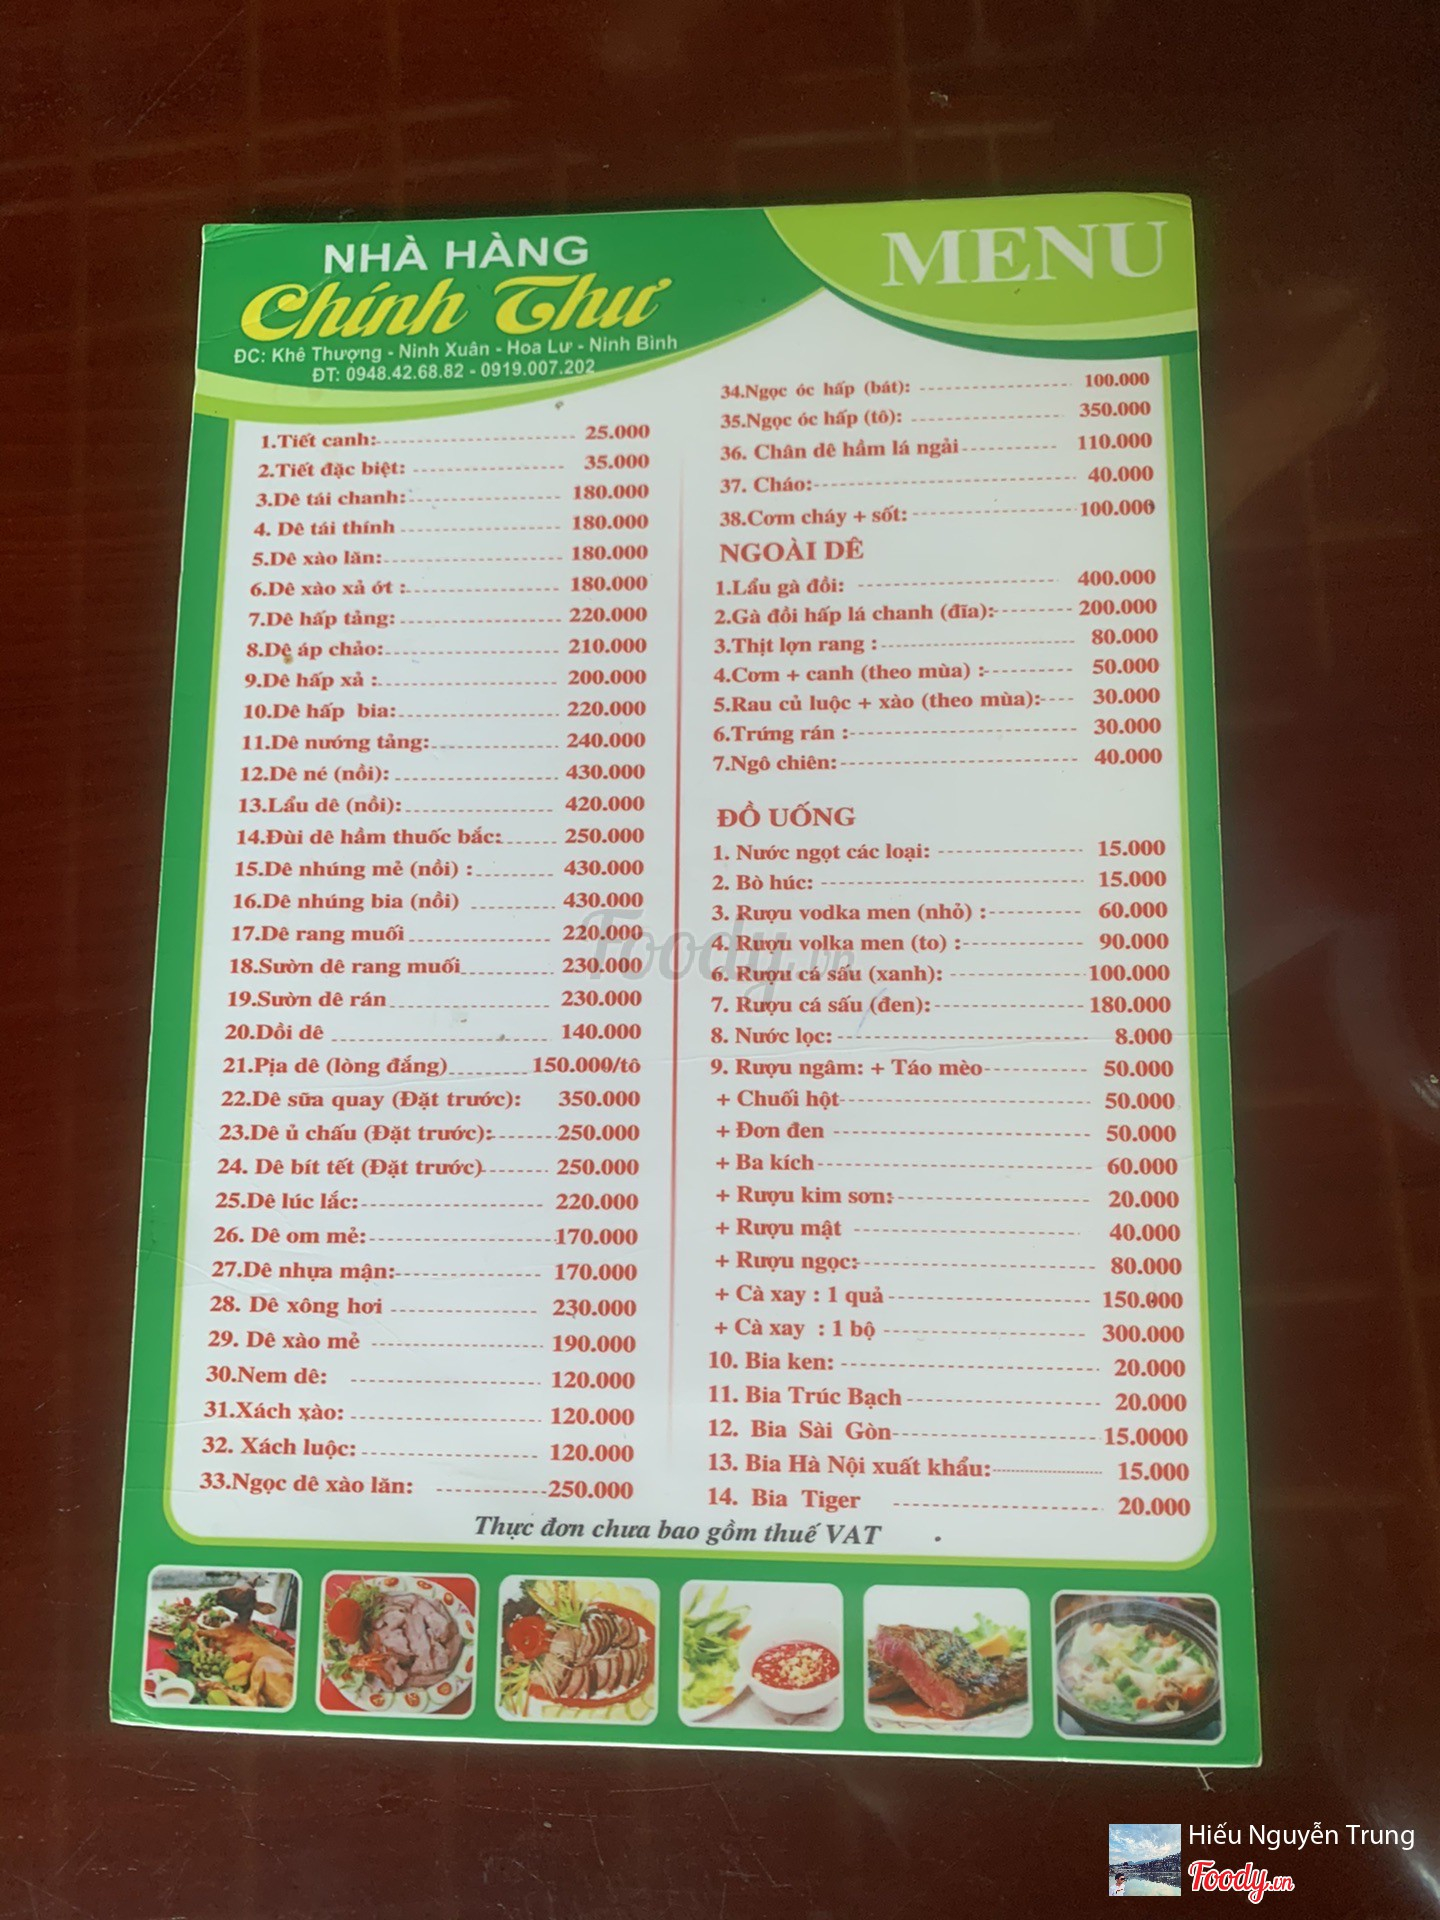 NHÀ HÀNG
Chính Thư
ĐC: Khê Thượng - Ninh Xuân - Hoa Lư - Ninh Bình
ĐT: 0948.42.68.82 - 0919.007.202
MENU
1.Tiết canh: 25.000
2.Tiết đặc biệt: 35.000
3.Dê tái chanh: 180.000
4. Dê tái thính 180.000
5.Dê xào lăn: 180.000
6.Dê xào xả ớt : 180.000
7.Dê hấp tảng: 220.000
8.Dê áp chảo: 210.000
9.Dê hấp xả : 200.000
10.Dê hấp bia: 220.000
11.Dê nướng tảng: 240.000
12.Dê né (nồi): 430.000
13.Lẩu dê (nồi): 420.000
14.Đùi dê hầm thuốc bắc: 250.000
15.Dê nhúng mẻ (nồi) : 430.000
16.Dê nhúng bia (nồi) 430.000
17.Dê rang muối 220.000
18.Sườn dê rang muối 230.000
19.Sườn dê rán 230.000
20.Dồi dê 140.000
21.Pịa dê (lòng đắng) 150.000/tô
22.Dê sữa quay (Đặt trước): 350.000
23.Dê ủ chấu (Đặt trước): 250.000
24. Dê bít tết (Đặt trước) 250.000
25.Dê lúc lắc: 220.000
26. Dê om mẻ: 170.000
27.Dê nhựa mận: 170.000
28. Dê xông hơi 230.000
29. Dê xào mẻ 190.000
30.Nem dê: 120.000
31.Xách xào: 120.000
32. Xách luộc: 120.000
33.Ngọc dê xào lăn: 250.000
34.Ngọc óc hấp (bát): 100.000
35.Ngọc óc hấp (tô): 350.000
36. Chân dê hầm lá ngải 110.000
37. Cháo: 40.000
38.Cơm cháy + sốt: 100.000
NGOÀI DÊ
1.Lẩu gà đồi: 400.000
2.Gà đồi hấp lá chanh (đĩa): 200.000
3.Thịt lợn rang : 80.000
4.Cơm + canh (theo mùa) : 50.000
5.Rau củ luộc + xào (theo mùa): 30.000
6.Trứng rán : 30.000
7.Ngô chiên: 40.000
ĐỒ UỐNG
1. Nước ngọt các loại: 15.000
2. Bò húc: 15.000
3. Rượu vodka men (nhỏ) : 60.000
4. Rượu volka men (to) : 90.000
6. Rượu cá sấu (xanh): 100.000
7. Rượu cá sấu (đen): 180.000
8. Nước lọc: 8.000
9. Rượu ngâm: + Táo mèo 50.000
+ Chuối hột 50.000
+ Đơn đen 50.000
+ Ba kích 60.000
+ Rượu kim sơn: 20.000
+ Rượu mật 40.000
+ Rượu ngọc: 80.000
+ Cà xay : 1 quả 150.000
+ Cà xay : 1 bộ 300.000
10. Bia ken: 20.000
11. Bia Trúc Bạch 20.000
12. Bia Sài Gòn 15.0000
13. Bia Hà Nội xuất khẩu: 15.000
14. Bia Tiger 20.000
Thực đơn chưa bao gồm thuế VAT
Foody.vn
Hiếu Nguyễn Trung
Foody.vn